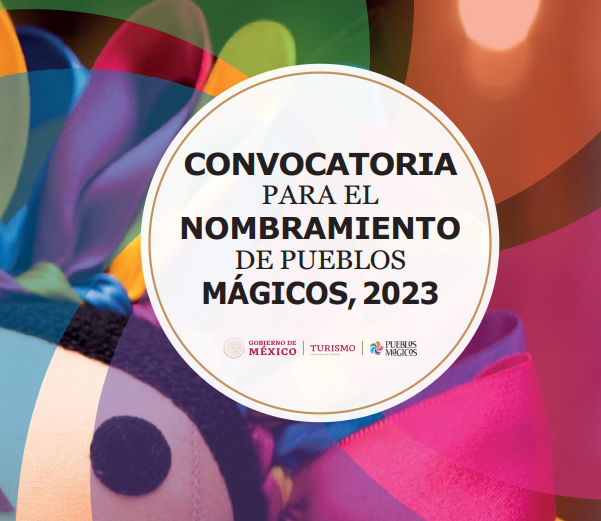 CONVOCATORIA
PARA EL
NOMBRAMIENTO
DE PUEBLOS
MÁGICOS, 2023
GOBIERNO DE
MÉXICO
TURISMO
PUEBLOS
MÁGICOS